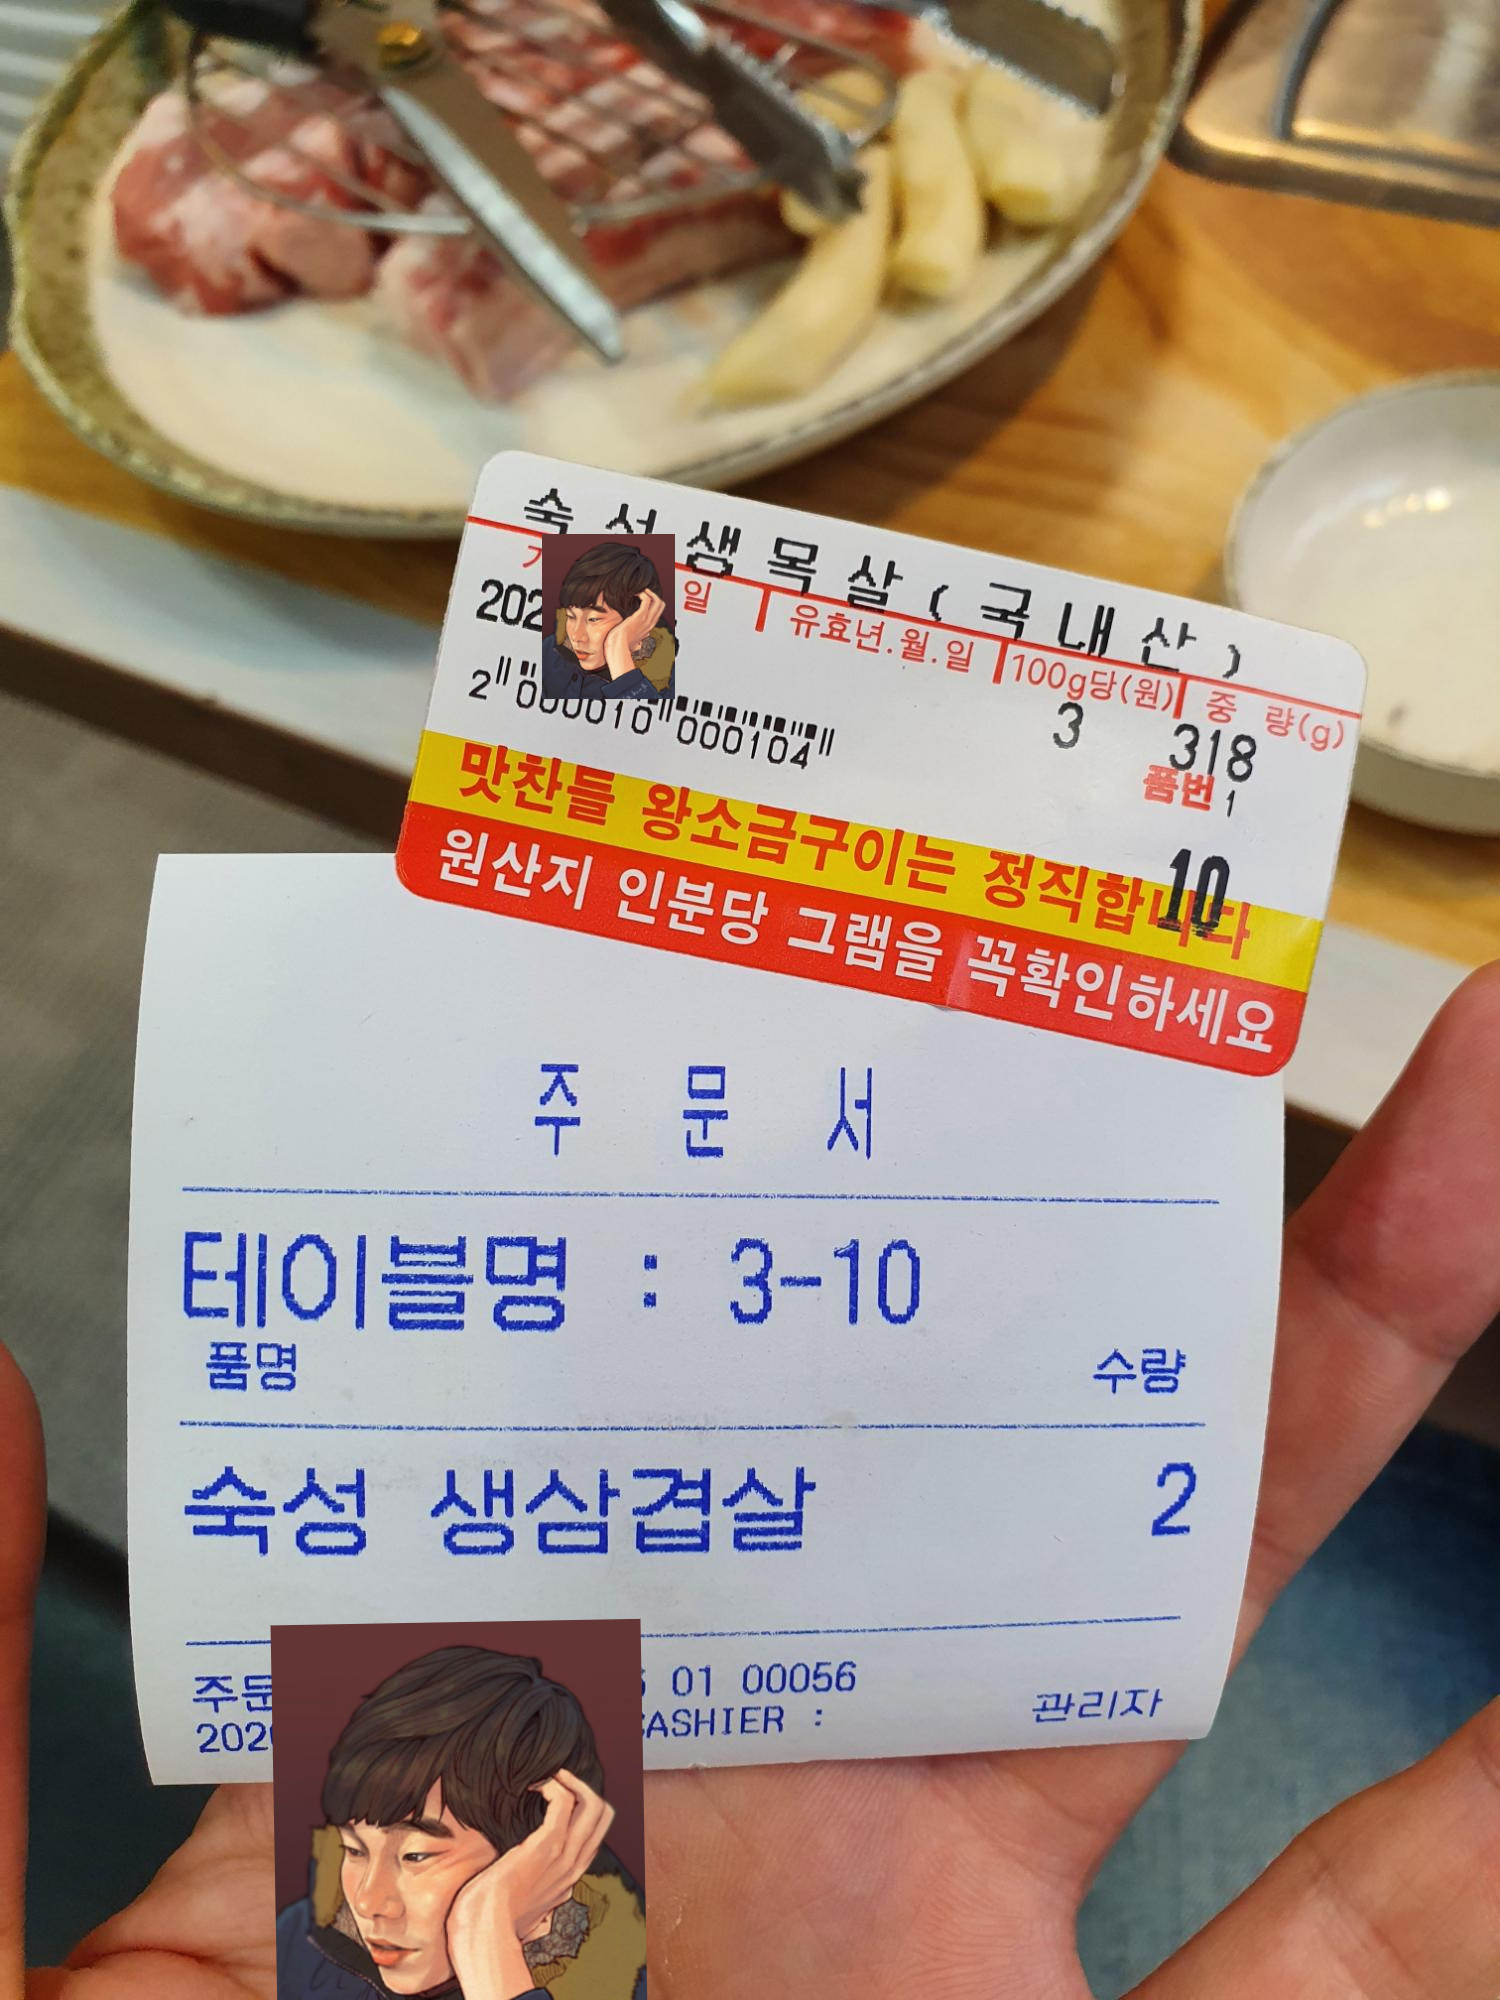 숙성생목살(국내산)
일 유효년.월.일 100g당(원) 중 량(g)
202 3 318
2 000010 000104 품번 1
맛찬들 왕소금구이는 정직합니다
10
원산지 인분당 그램을 꼭확인하세요
주 문 서
테이블명 : 3-10
품명 수량
숙성 생삼겹살 2
주문 01 00056
202 CASHIER : 관리자